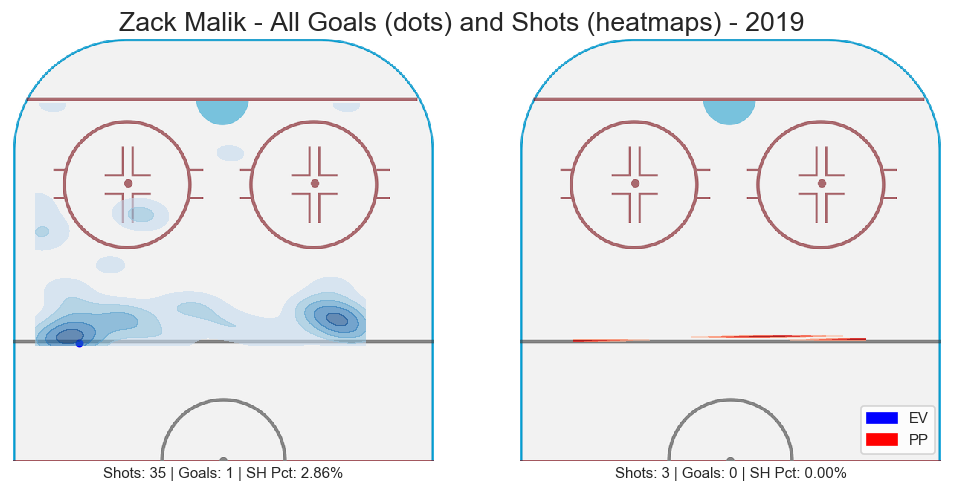 Zack Malik - All Goals (dots) and Shots (heatmaps) - 2019
EV
PP
Shots: 35 | Goals: 1 | SH Pct: 2.86%
Shots: 3 | Goals: 0 | SH Pct: 0.00%